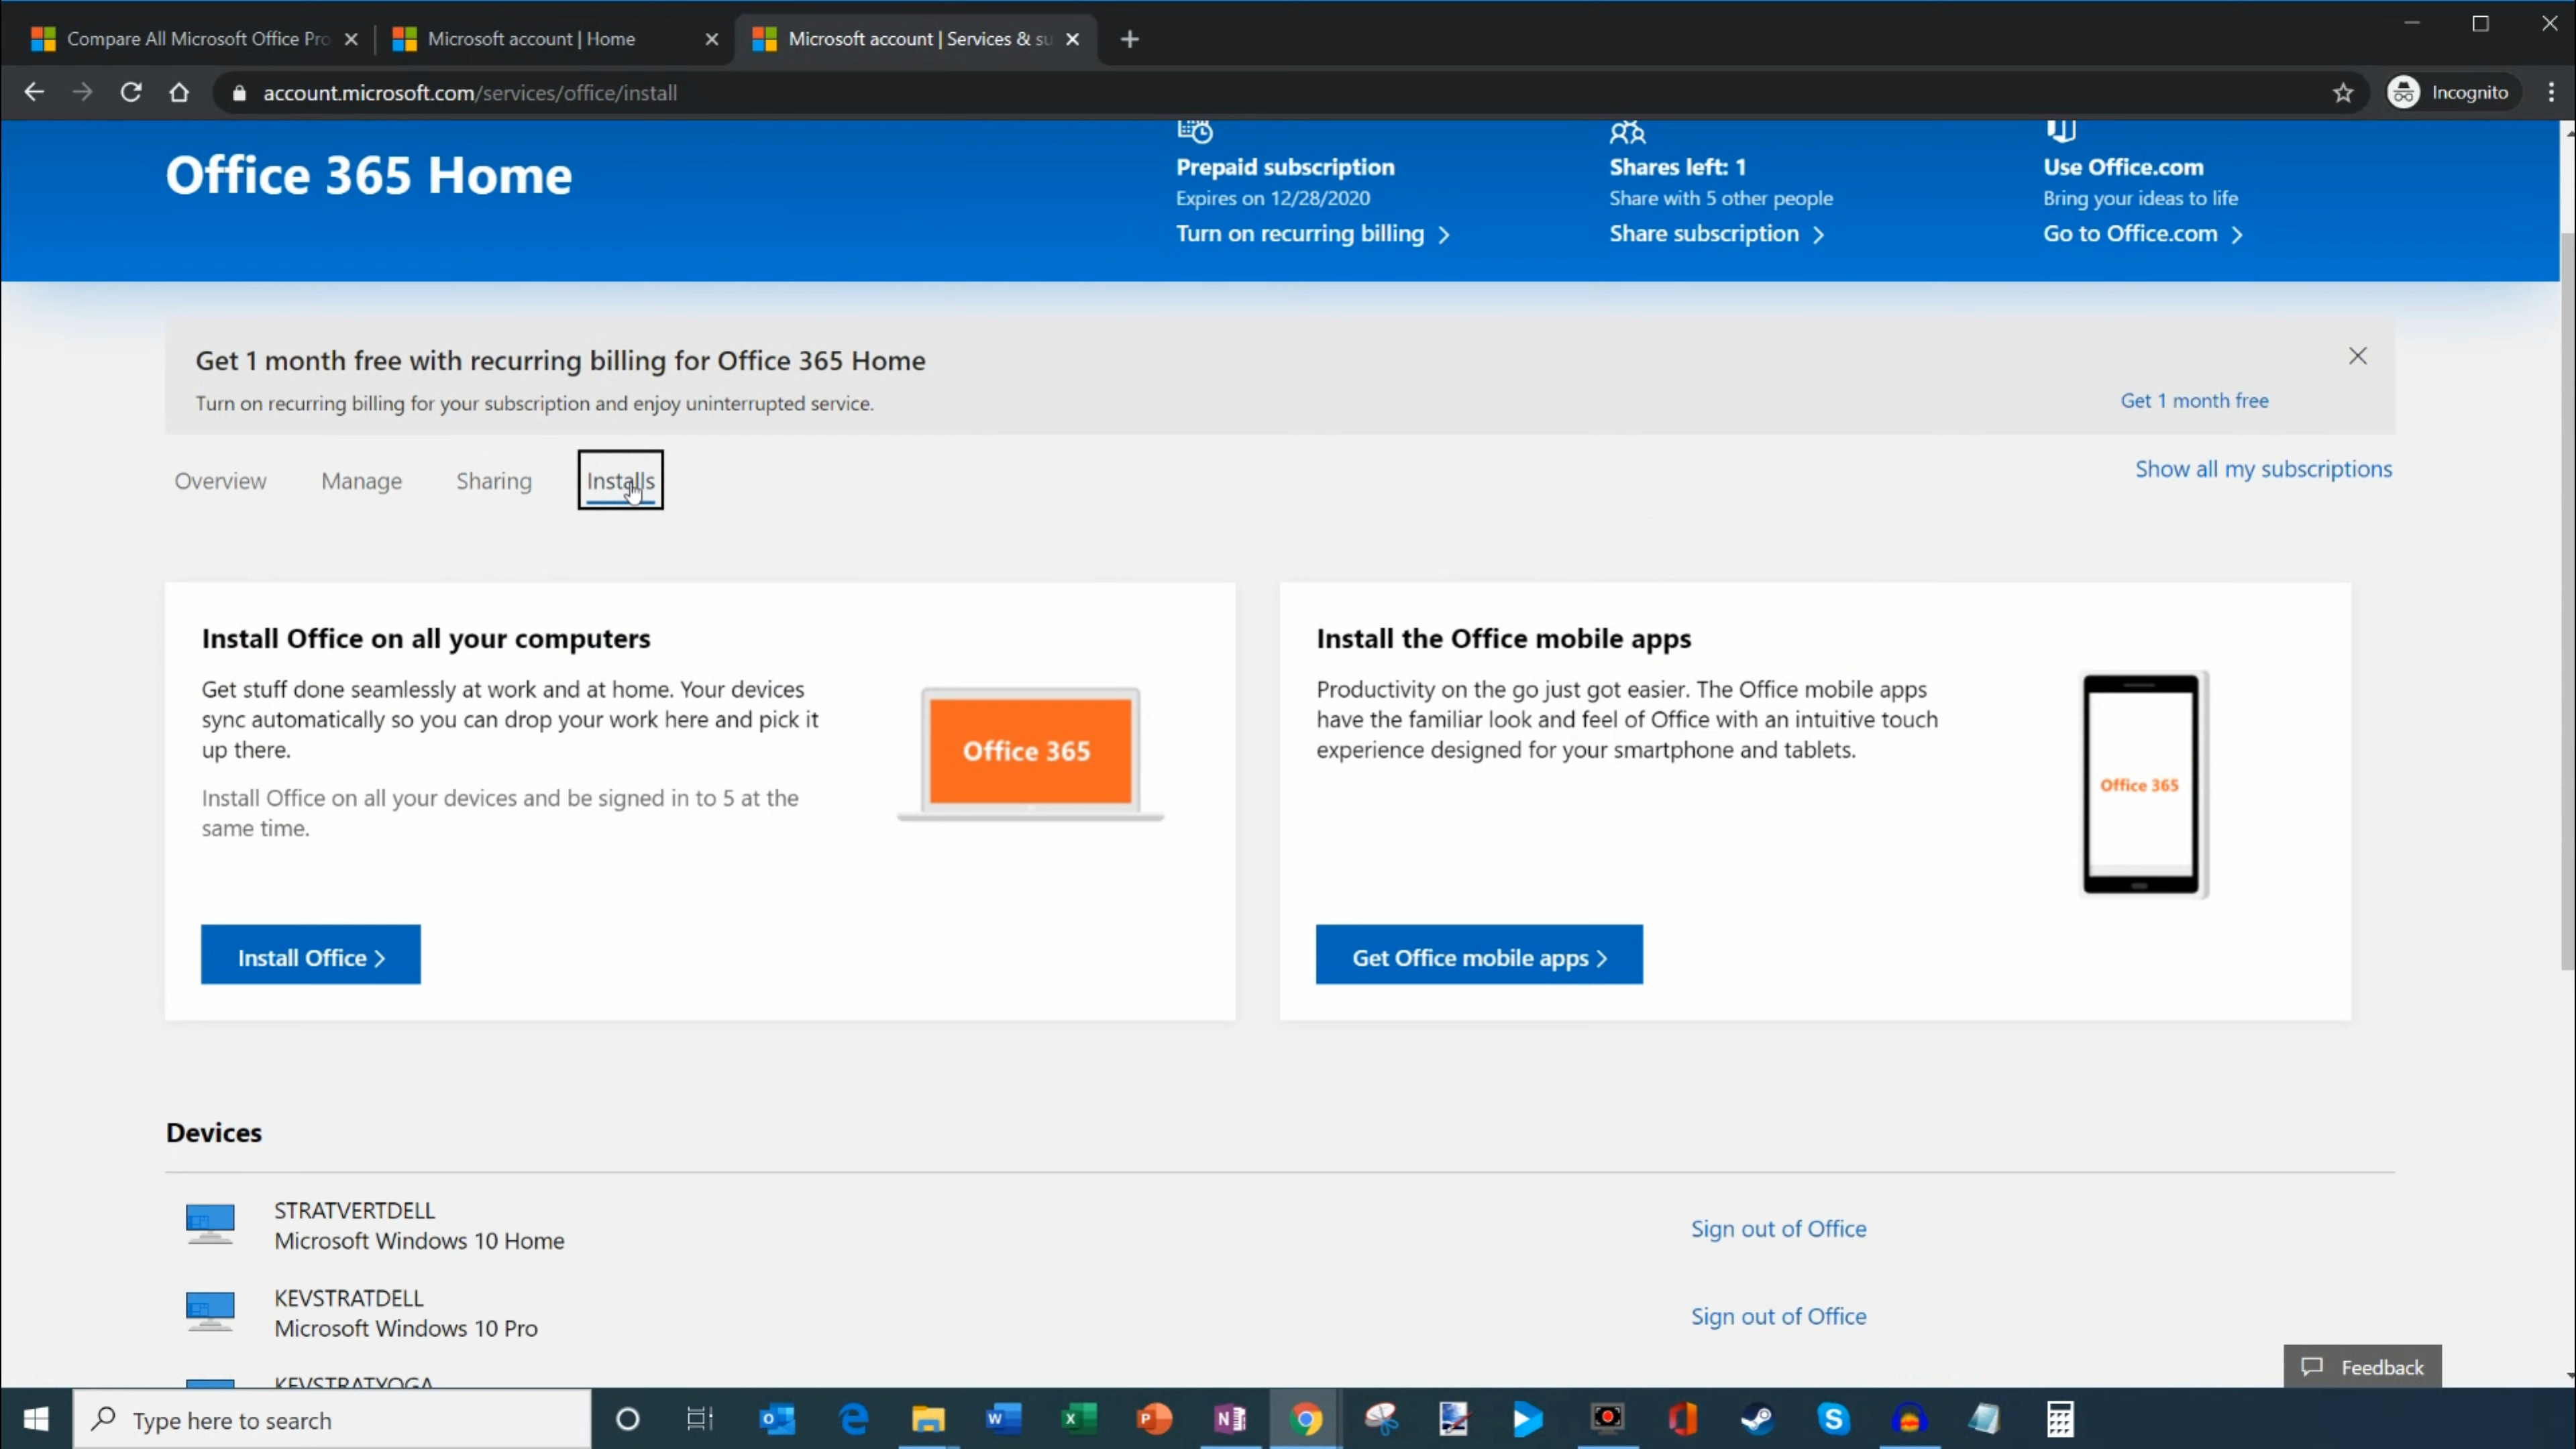 Compare All Microsoft Office Pro
Microsoft account | Home
Microsoft account | Services & su
account.microsoft.com/services/office/install
Incognito
Office 365 Home
Prepaid subscription
Expires on 12/28/2020
Turn on recurring billing
Shares left: 1
Share with 5 other people
Share subscription
Use Office.com
Bring your ideas to life
Go to Office.com
Get 1 month free with recurring billing for Office 365 Home
Turn on recurring billing for your subscription and enjoy uninterrupted service.
Get 1 month free
Overview
Manage
Sharing
Installs
Show all my subscriptions
Install Office on all your computers
Get stuff done seamlessly at work and at home. Your devices
sync automatically so you can drop your work here and pick it
up there.
Install Office on all your devices and be signed in to 5 at the
same time.
Office 365
Install Office >
Install the Office mobile apps
Productivity on the go just got easier. The Office mobile apps
have the familiar look and feel of Office with an intuitive touch
experience designed for your smartphone and tablets.
Office 365
Get Office mobile apps >
Devices
STRATVERTDELL
Microsoft Windows 10 Home
Sign out of Office
KEVSTRATDELL
Microsoft Windows 10 Pro
Sign out of Office
KEVSTRATYOGA
Feedback
Type here to search